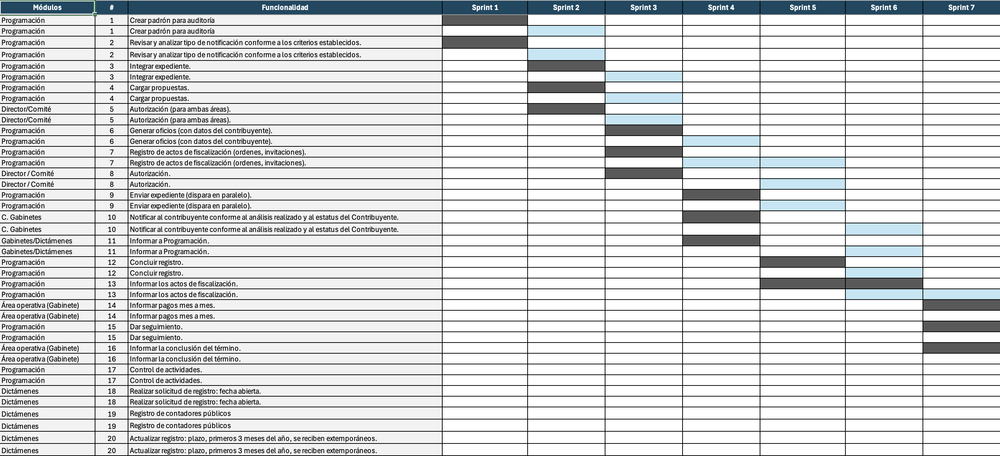 Módulos # Funcionalidad Sprint 1 Sprint 2 Sprint 3 Sprint 4 Sprint 5 Sprint 6 Sprint 7
Programación 1 Crear padrón para auditoría
Programación 1 Crear padrón para auditoría
Programación 2 Revisar y analizar tipo de notificación conforme a los criterios establecidos.
Programación 2 Revisar y analizar tipo de notificación conforme a los criterios establecidos.
Programación 3 Integrar expediente.
Programación 3 Integrar expediente.
Programación 4 Cargar propuestas.
Programación 4 Cargar propuestas.
Director/Comité 5 Autorización (para ambas áreas).
Director/Comité 5 Autorización (para ambas áreas).
Programación 6 Generar oficios (con datos del contribuyente).
Programación 6 Generar oficios (con datos del contribuyente).
Programación 7 Registro de actos de fiscalización (ordenes, invitaciones).
Programación 7 Registro de actos de fiscalización (ordenes, invitaciones).
Director / Comité 8 Autorización.
Director / Comité 8 Autorización.
Programación 9 Enviar expediente (dispara en paralelo).
Programación 9 Enviar expediente (dispara en paralelo).
C. Gabinetes 10 Notificar al contribuyente conforme al análisis realizado y al estatus del Contribuyente.
C. Gabinetes 10 Notificar al contribuyente conforme al análisis realizado y al estatus del Contribuyente.
Gabinetes/Dictámenes 11 Informar a Programación.
Gabinetes/Dictámenes 11 Informar a Programación.
Programación 12 Concluir registro.
Programación 12 Concluir registro.
Programación 13 Informar los actos de fiscalización.
Programación 13 Informar los actos de fiscalización.
Área operativa (Gabinete) 14 Informar pagos mes a mes.
Área operativa (Gabinete) 14 Informar pagos mes a mes.
Programación 15 Dar seguimiento.
Programación 15 Dar seguimiento.
Área operativa (Gabinete) 16 Informar la conclusión del término.
Área operativa (Gabinete) 16 Informar la conclusión del término.
Programación 17 Control de actividades.
Programación 17 Control de actividades.
Dictámenes 18 Realizar solicitud de registro: fecha abierta.
Dictámenes 18 Realizar solicitud de registro: fecha abierta.
Dictámenes 19 Registro de contadores públicos
Dictámenes 19 Registro de contadores públicos
Dictámenes 20 Actualizar registro: plazo, primeros 3 meses del año, se reciben extemporáneos.
Dictámenes 20 Actualizar registro: plazo, primeros 3 meses del año, se reciben extemporáneos.